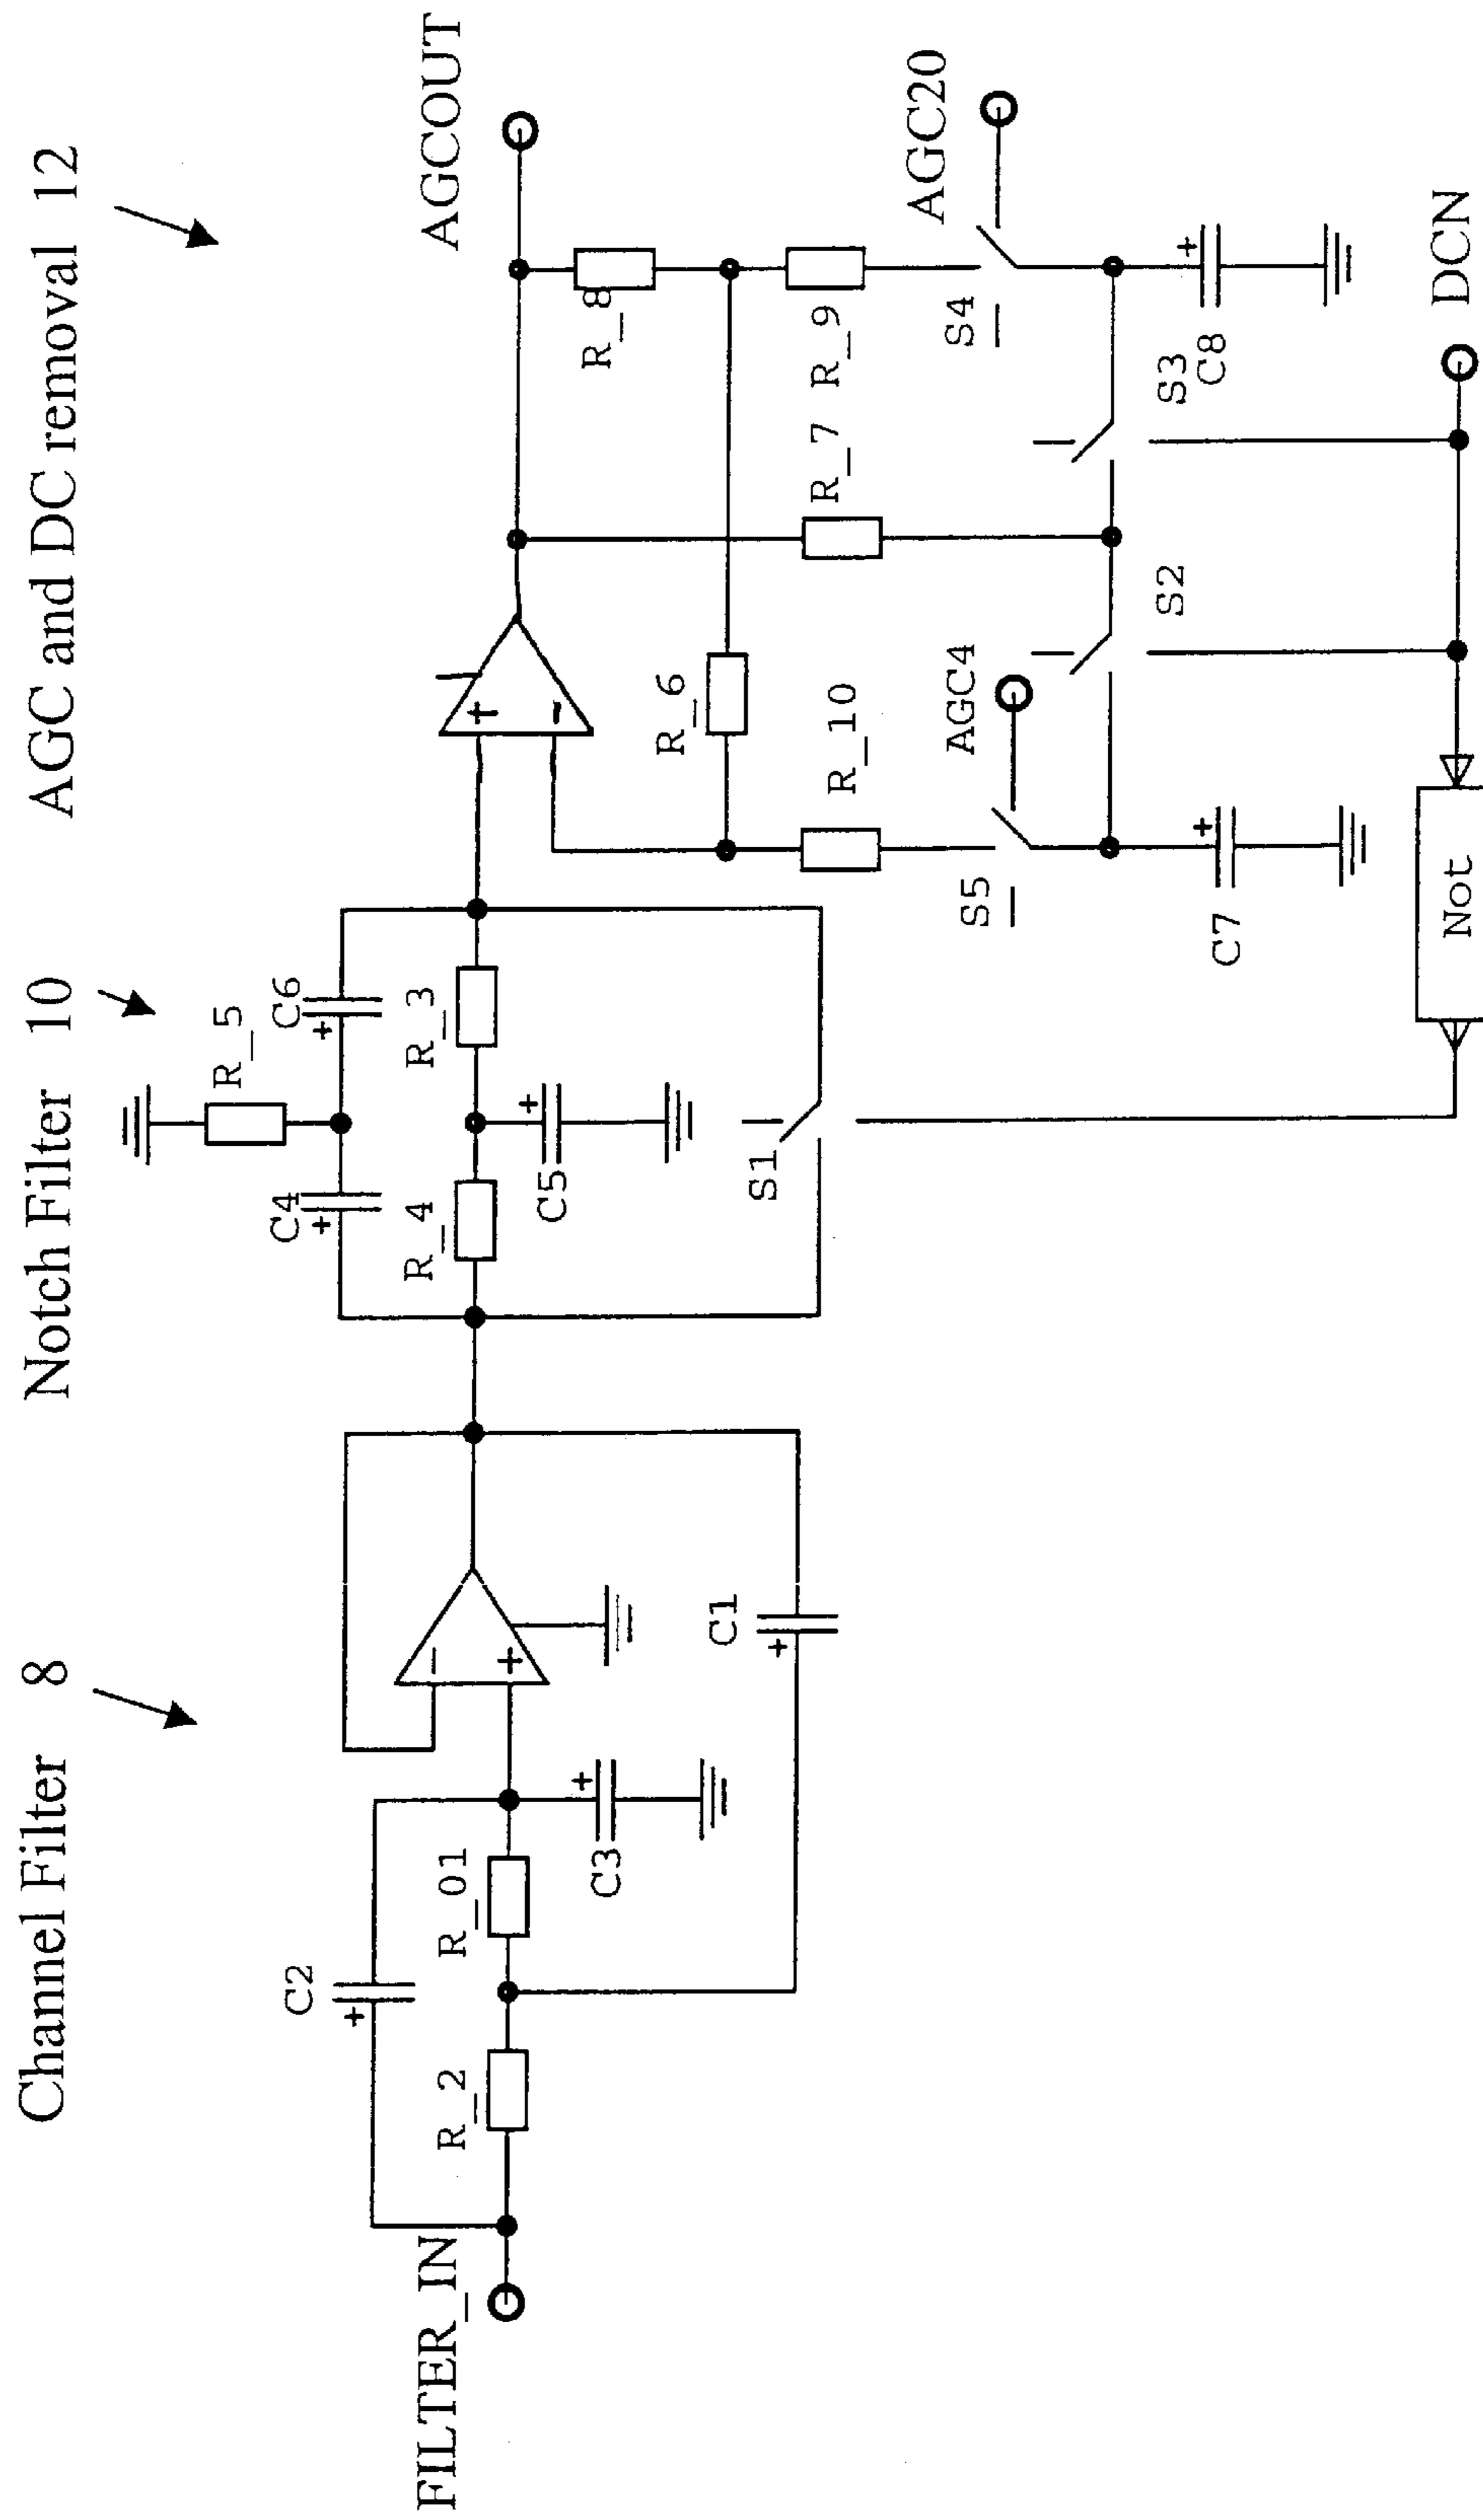 Channel Filter 8
Notch Filter 10
AGC and DC removal 12
C2
R_2
R_01
C3
C1
FILTER_IN
-
+
+
+
+
C4
C6
R_5
R_4
R_3
C5
S1
+
+
+
+
-
AGCOUT
R_8
R_6
R_10
R_7
R_9
AGC4
AGC20
S5
S4
S2
S3
C7
C8
+
+
Not
DCN